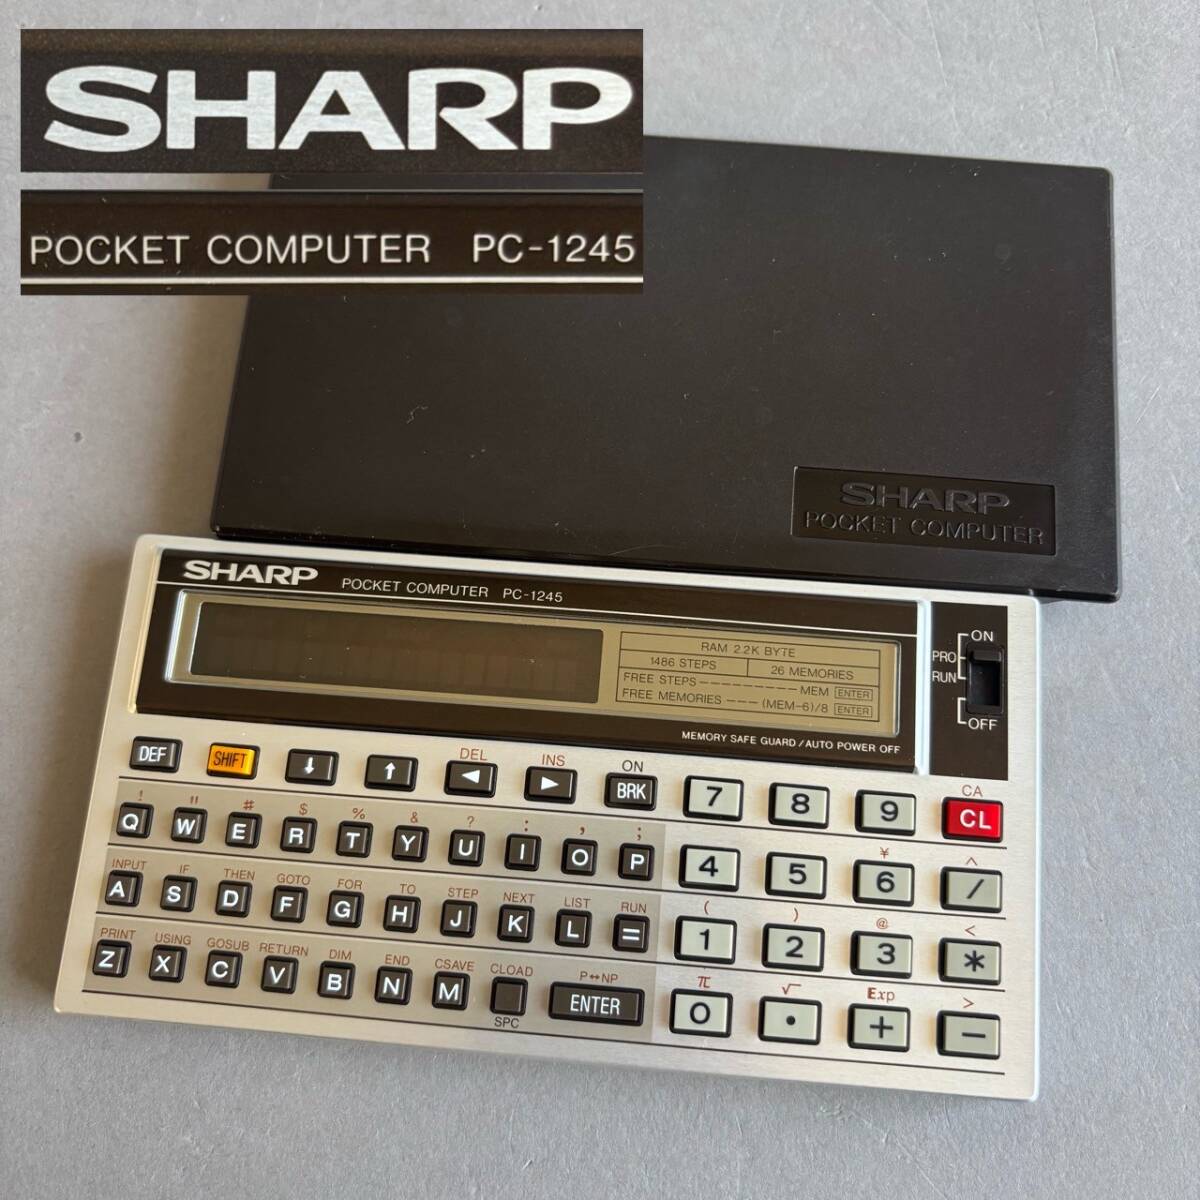 SHARP
POCKET COMPUTER PC-1245
SHARP
POCKET COMPUTER
SHARP POCKET COMPUTER PC-1245
RAM 2.2K BYTE
1486 STEPS 26 MEMORIES
FREE STEPS ---------- MEM ENTER
FREE MEMORIES --- (MEM-6)/8 ENTER
MEMORY SAFE GUARD / AUTO POWER OFF
ON
PRO
RUN
OFF
DEL INS ON CA
DEF SHIFT ↓ ↑ ◀ ▶ BRK 7 8 9 CL
! " # $ % & ? : , ; ¥ ^
Q W E R T Y U I O P 4 5 6 /
INPUT IF THEN GOTO FOR TO STEP NEXT LIST RUN ( ) @ <
A S D F G H J K L = 1 2 3 *
PRINT USING GOSUB RETURN DIM END CSAVE CLOAD P↔NP π √ Exp >
Z X C V B N M ENTER 0 • + −
SPC